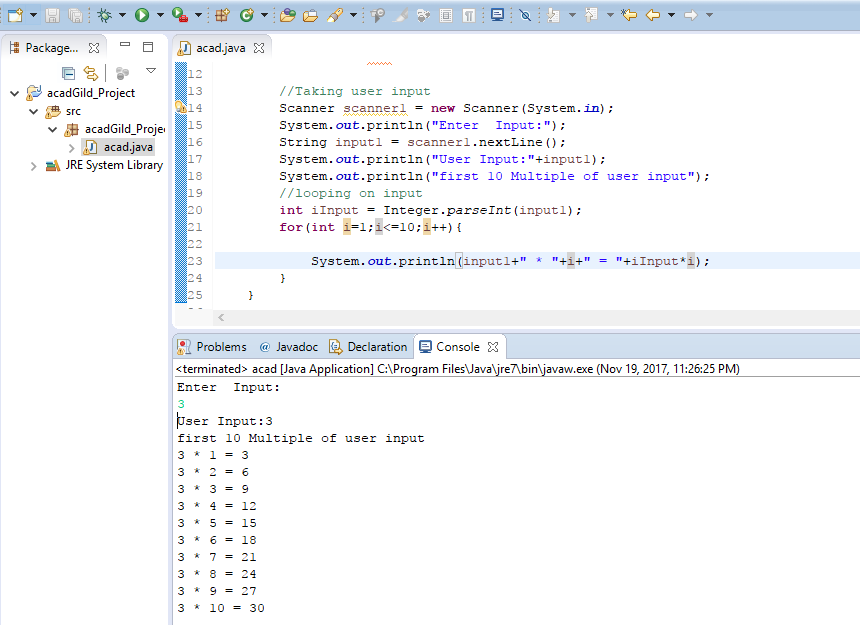 Package...
acadGild_Project
src
acadGild_Proje
acad.java
JRE System Library
acad.java
12
13 //Taking user input
14 Scanner scanner1 = new Scanner(System.in);
15 System.out.println("Enter  Input:");
16 String input1 = scanner1.nextLine();
17 System.out.println("User Input:"+input1);
18 System.out.println("first 10 Multiple of user input");
19 //looping on input
20 int iInput = Integer.parseInt(input1);
21 for(int i=1;i<=10;i++){
22
23 System.out.println(input1+" * "+i+" = "+iInput*i);
24 }
25 }
Problems @ Javadoc Declaration Console
<terminated> acad [Java Application] C:\Program Files\Java\jre7\bin\javaw.exe (Nov 19, 2017, 11:26:25 PM)
Enter  Input:
3
User Input:3
first 10 Multiple of user input
3 * 1 = 3
3 * 2 = 6
3 * 3 = 9
3 * 4 = 12
3 * 5 = 15
3 * 6 = 18
3 * 7 = 21
3 * 8 = 24
3 * 9 = 27
3 * 10 = 30